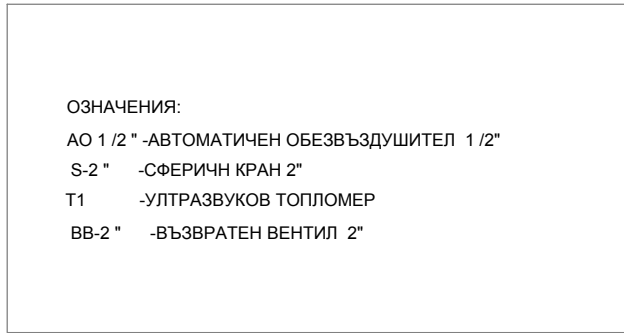 ОЗНАЧЕНИЯ:
АО 1 /2 " -АВТОМАТИЧЕН ОБЕЗВЪЗДУШИТЕЛ 1 /2"
S-2 " -СФЕРИЧН КРАН 2"
Т1 -УЛТРАЗВУКОВ ТОПЛОМЕР
ВВ-2 " -ВЪЗВРАТЕН ВЕНТИЛ 2"